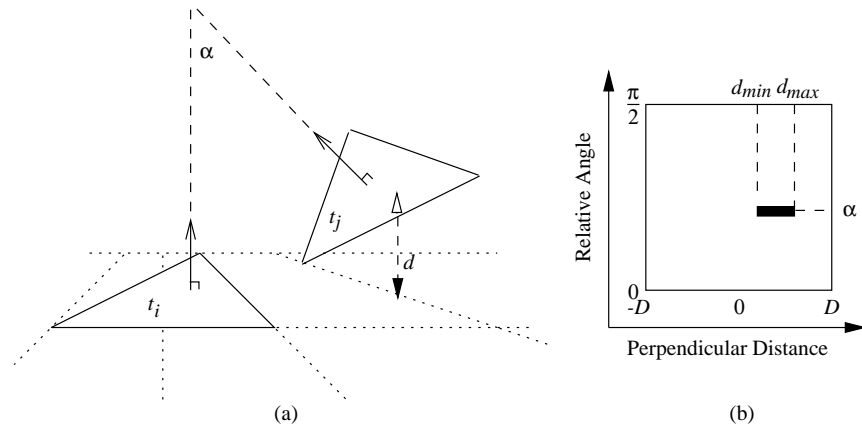 α
t_i
t_j
d
(a)
d_min d_max
π/2
Relative Angle
α
0
-D 0 D
Perpendicular Distance
(b)